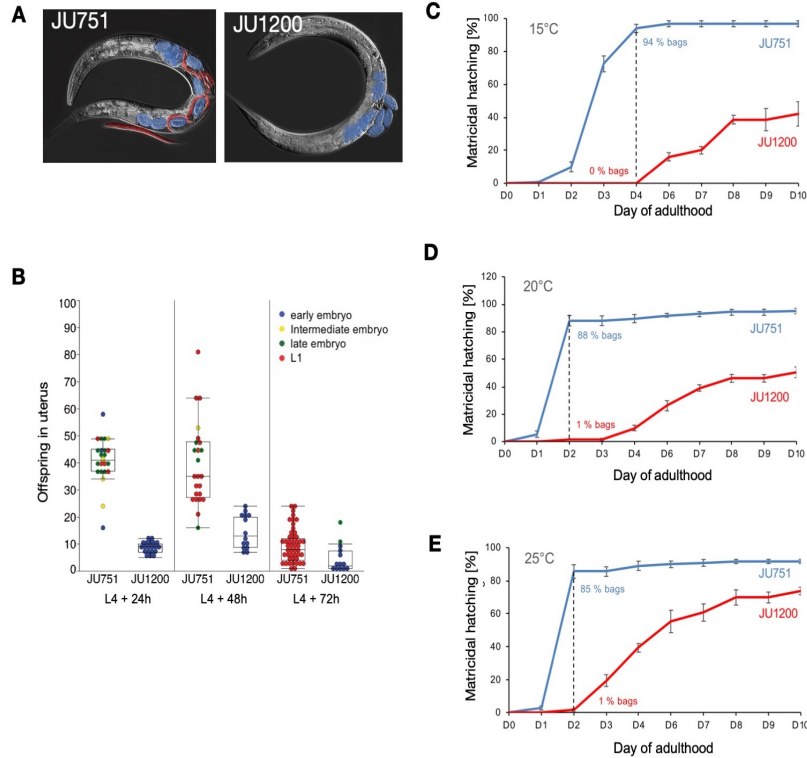 A
JU751
JU1200
B
Offspring in uterus
100
90
80
70
60
50
40
30
20
10
0
early embryo
Intermediate embryo
late embryo
L1
JU751 JU1200 JU751 JU1200 JU751 JU1200
L4 + 24h L4 + 48h L4 + 72h
C
Matricidal hatching [%]
100
80
60
40
20
0
15°C
94 % bags
JU751
0 % bags
JU1200
D0 D1 D2 D3 D4 D6 D7 D8 D9 D10
Day of adulthood
D
Matricidal hatching [%]
120
100
80
60
40
20
0
20°C
88 % bags
JU751
1 % bags
JU1200
D0 D1 D2 D3 D4 D6 D7 D8 D9 D10
Day of adulthood
E
Matricidal hatching [%]
100
80
60
40
20
0
25°C
85 % bags
JU751
1 % bags
JU1200
D0 D1 D2 D3 D4 D6 D7 D8 D9 D10
Day of adulthood